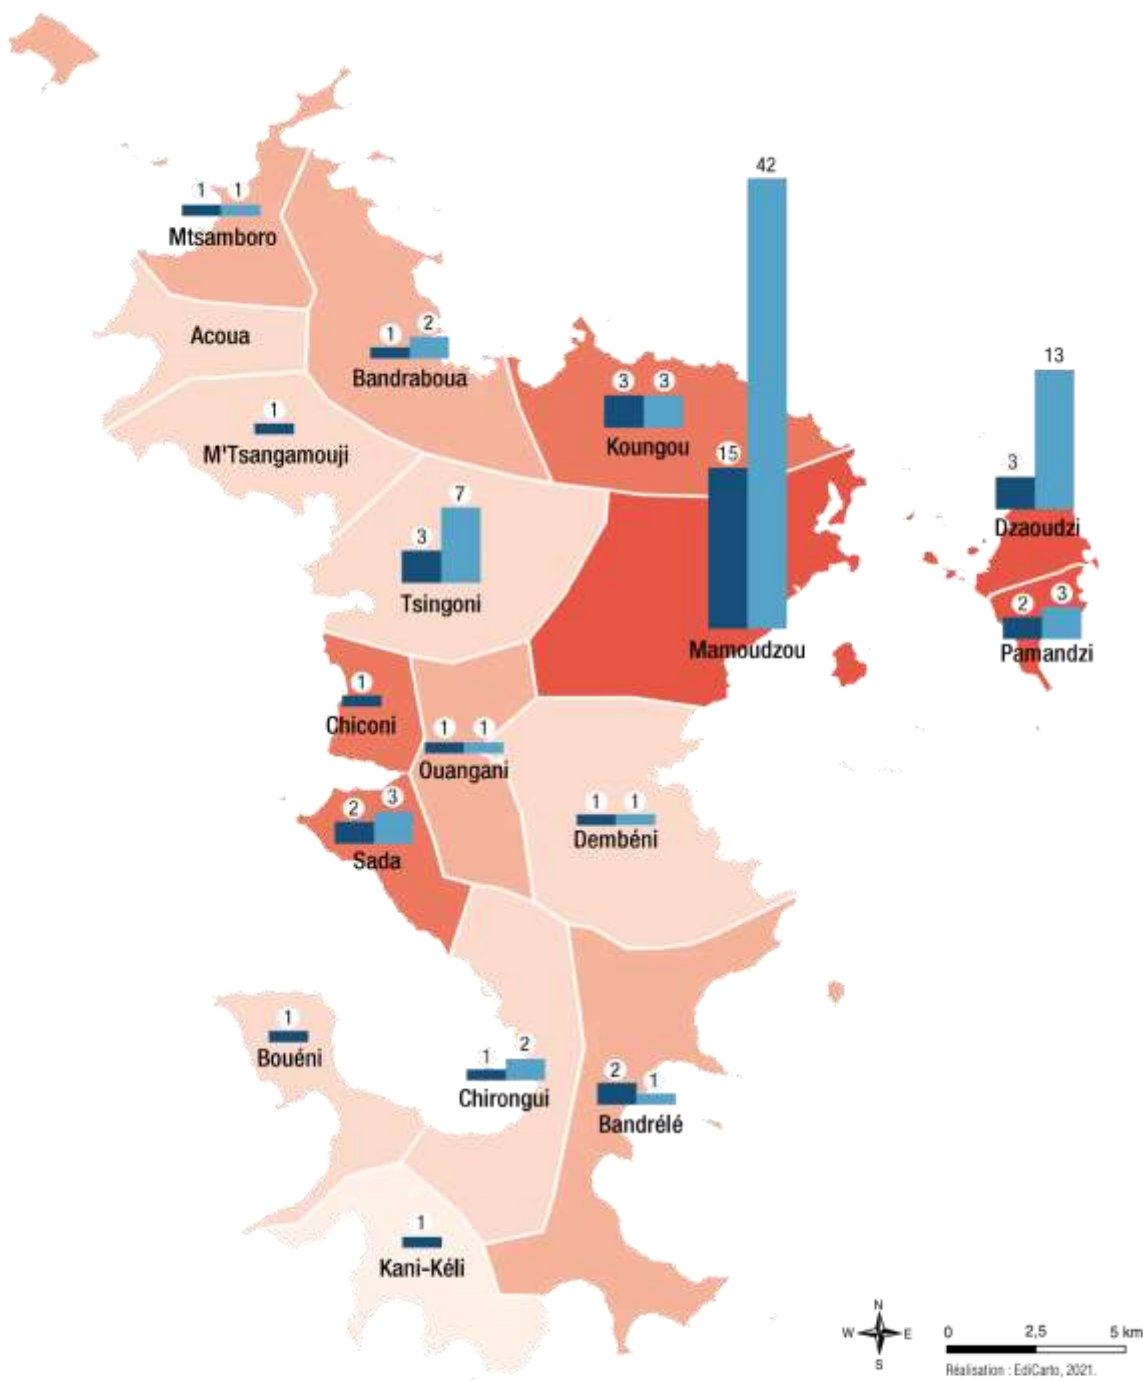 42
1 1
Mtsamboro
Acoua
1 2
Bandraboua
3 3
Koungou
13
3
Dzaoudzi
1
M'Tsangamouji
15
7
3
Tsingoni
2 3
Pamandzi
Mamoudzou
1
Chiconi
1 1
Ouangani
2 3
Sada
1 1
Dembéni
1
Bouéni
1 2
Chirongui
2 1
Bandrélé
1
Kani-Kéli
N
W E
S
0 2,5 5 km
Réalisation : EdiCarto, 2021.